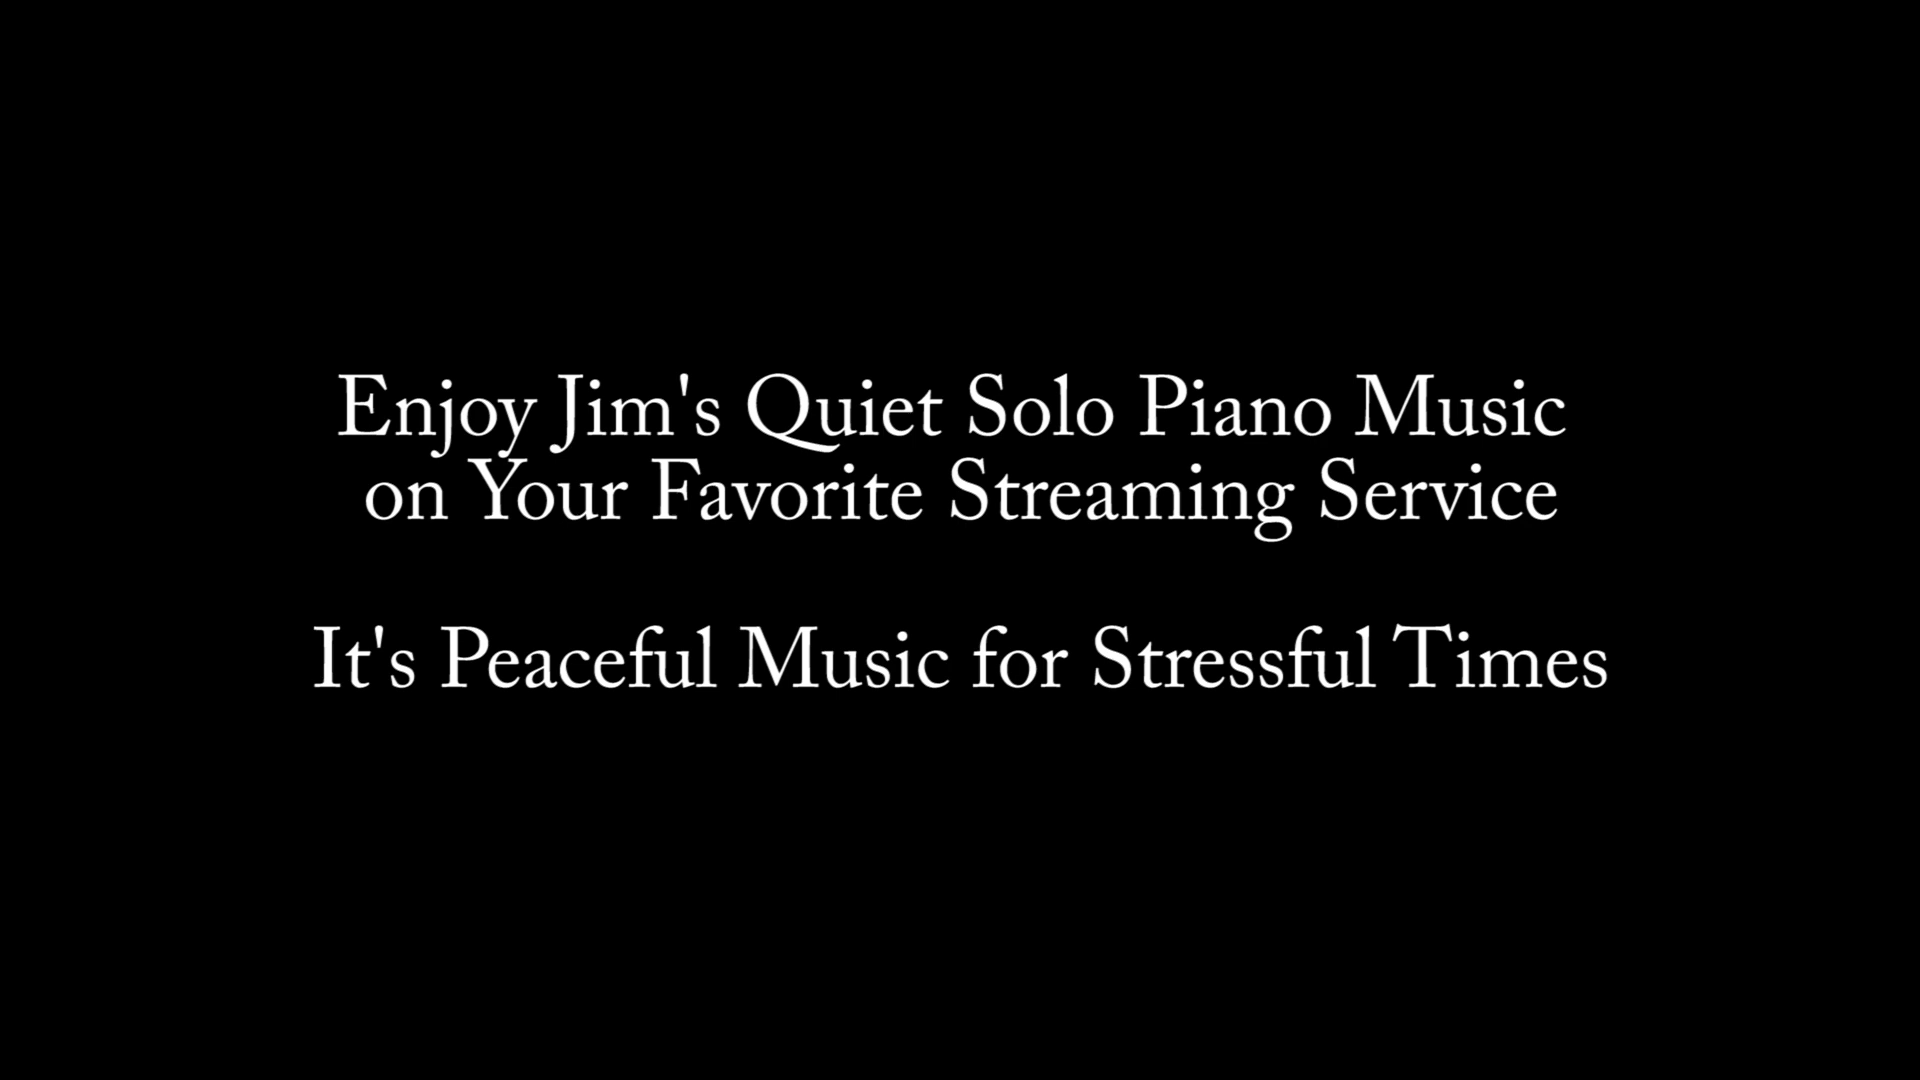 Enjoy Jim's Quiet Solo Piano Music
on Your Favorite Streaming Service
It's Peaceful Music for Stressful Times